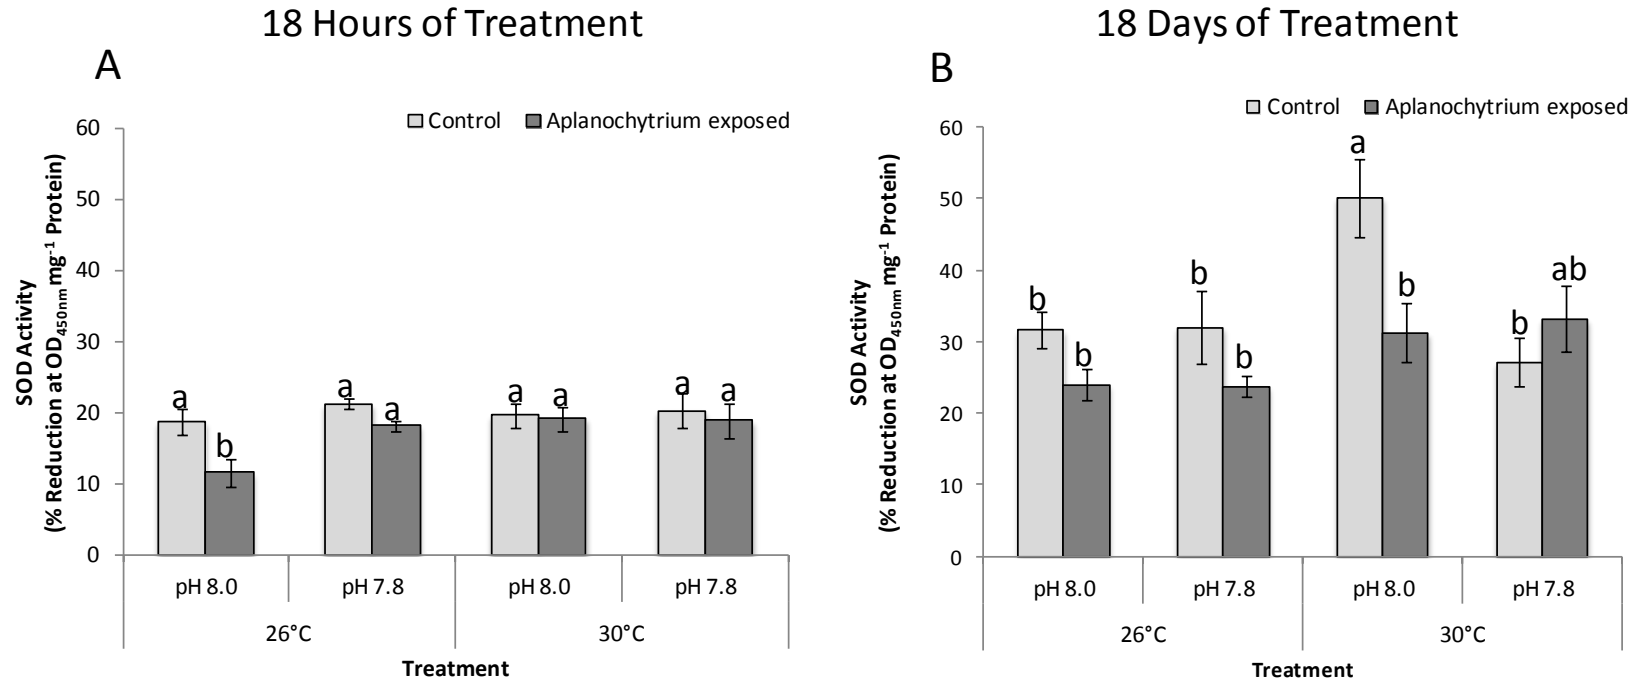 18 Hours of Treatment
A
Control Aplanochytrium exposed
SOD Activity
(% Reduction at OD450nm mg-1 Protein)
60
50
40
30
20
10
0
a
b
a
a
a
a
a
a
pH 8.0 pH 7.8 pH 8.0 pH 7.8
26°C 30°C
Treatment
18 Days of Treatment
B
Control Aplanochytrium exposed
SOD Activity
(% Reduction at OD450nm mg-1 Protein)
60
50
40
30
20
10
0
b
b
b
b
a
b
b
ab
pH 8.0 pH 7.8 pH 8.0 pH 7.8
26°C 30°C
Treatment